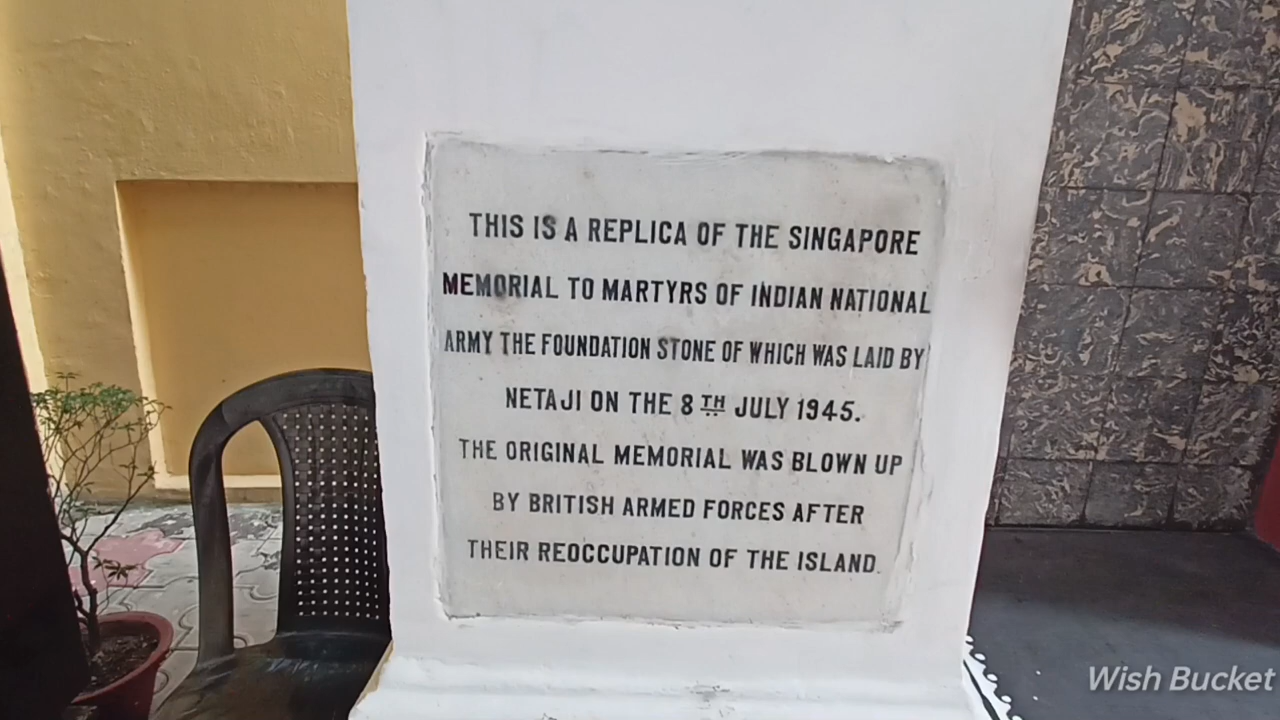 THIS IS A REPLICA OF THE SINGAPORE
MEMORIAL TO MARTYRS OF INDIAN NATIONAL
ARMY THE FOUNDATION STONE OF WHICH WAS LAID BY
NETAJI ON THE 8TH JULY 1945.
THE ORIGINAL MEMORIAL WAS BLOWN UP
BY BRITISH ARMED FORCES AFTER
THEIR REOCCUPATION OF THE ISLAND.
Wish Bucket